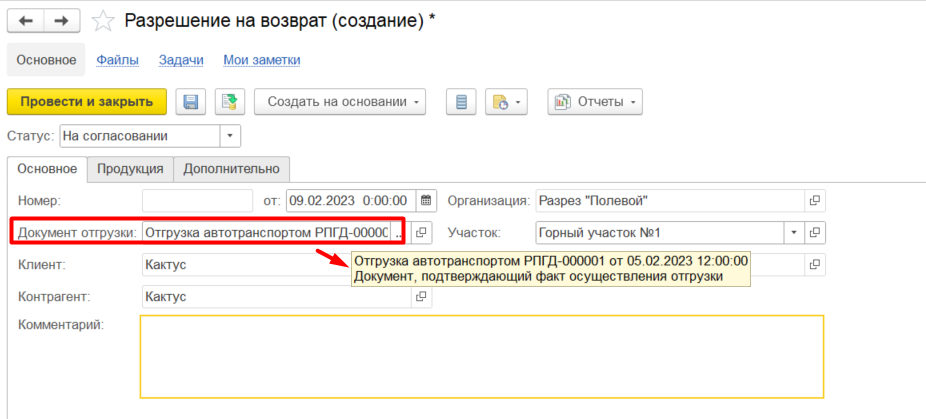 Разрешение на возврат (создание) *
Основное Файлы Задачи Мои заметки
Провести и закрыть Создать на основании Отчеты
Статус: На согласовании
Основное Продукция Дополнительно
Номер: от: 09.02.2023 0:00:00 Организация: Разрез "Полевой"
Документ отгрузки: Отгрузка автотранспортом РПГД-00000 ... Участок: Горный участок №1
Отгрузка автотранспортом РПГД-000001 от 05.02.2023 12:00:00
Клиент: Кактус
Документ, подтверждающий факт осуществления отгрузки
Контрагент: Кактус
Комментарий: